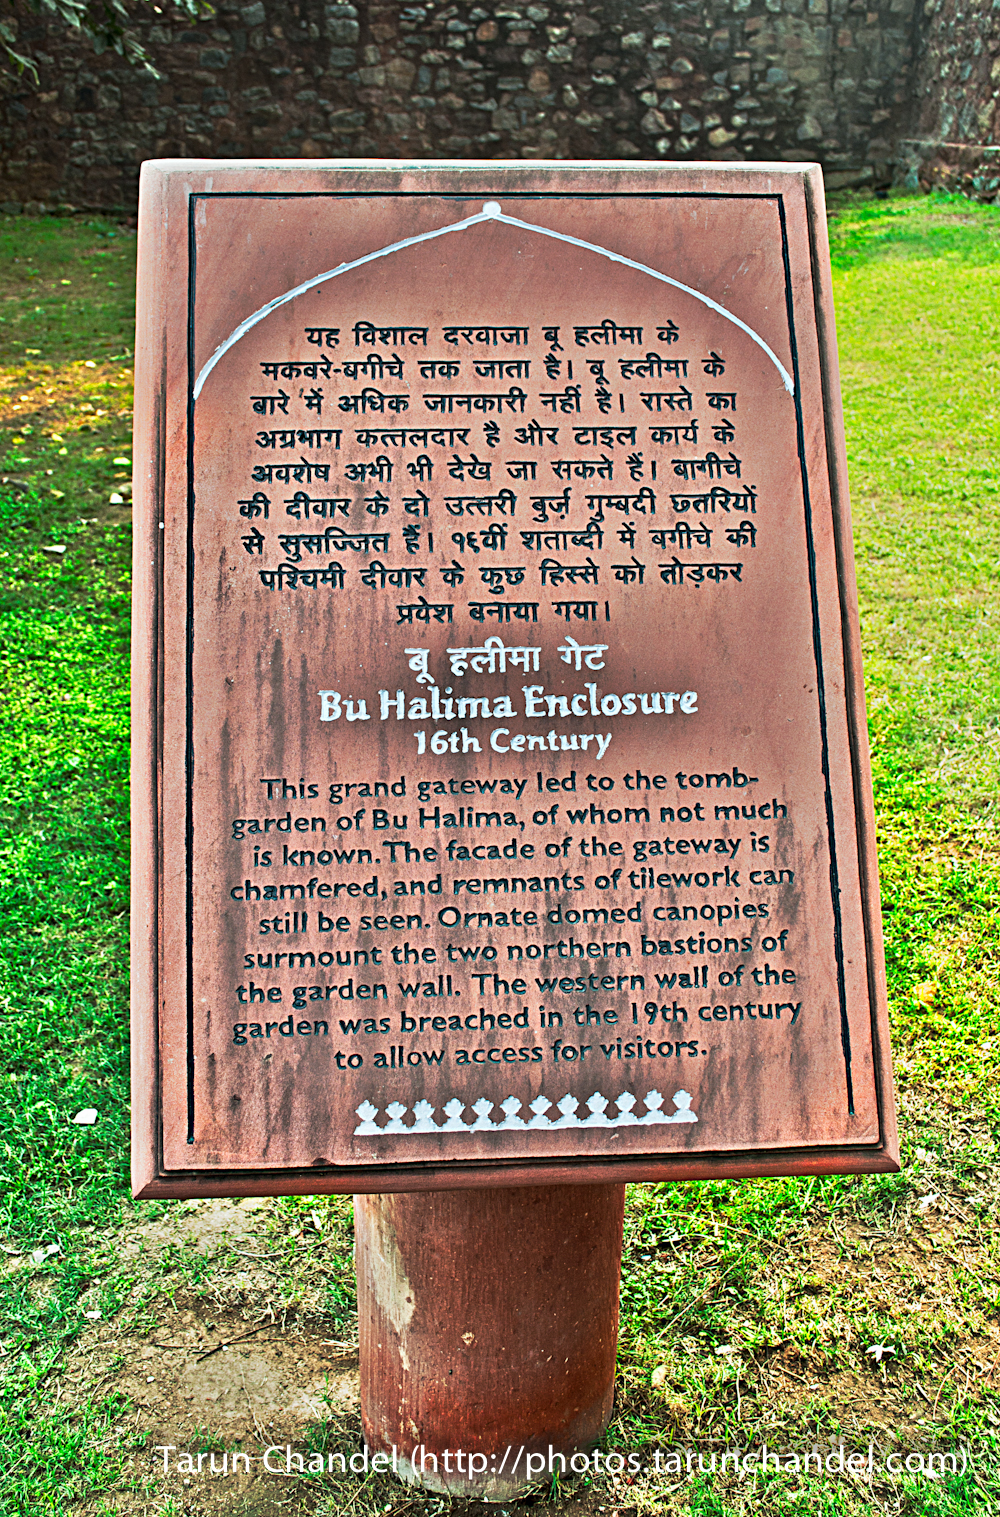 यह विशाल दरवाजा बू हलीमा के
मकवरे-बगीचे तक जाता है। बू हलीमा के
बारे में अधिक जानकारी नहीं है। रास्ते का
अग्रभाग कत्तलदार है और टाइल कार्य के
अवशेष अभी भी देखे जा सकते हैं। बागीचे
की दीवार के दो उत्तरी बुर्ज़ गुम्बदी छतरियों
से सुसज्जित हैं। १६वीं शताब्दी में बगीचे की
पश्चिमी दीवार के कुछ हिस्से को तोड़कर
प्रवेश बनाया गया।
बू हलीमा गेट
Bu Halima Enclosure
16th Century
This grand gateway led to the tomb-
garden of Bu Halima, of whom not much
is known. The facade of the gateway is
chamfered, and remnants of tilework can
still be seen. Ornate domed canopies
surmount the two northern bastions of
the garden wall. The western wall of the
garden was breached in the 19th century
to allow access for visitors.
Tarun Chandel (http://photos.tarunchandel.com)